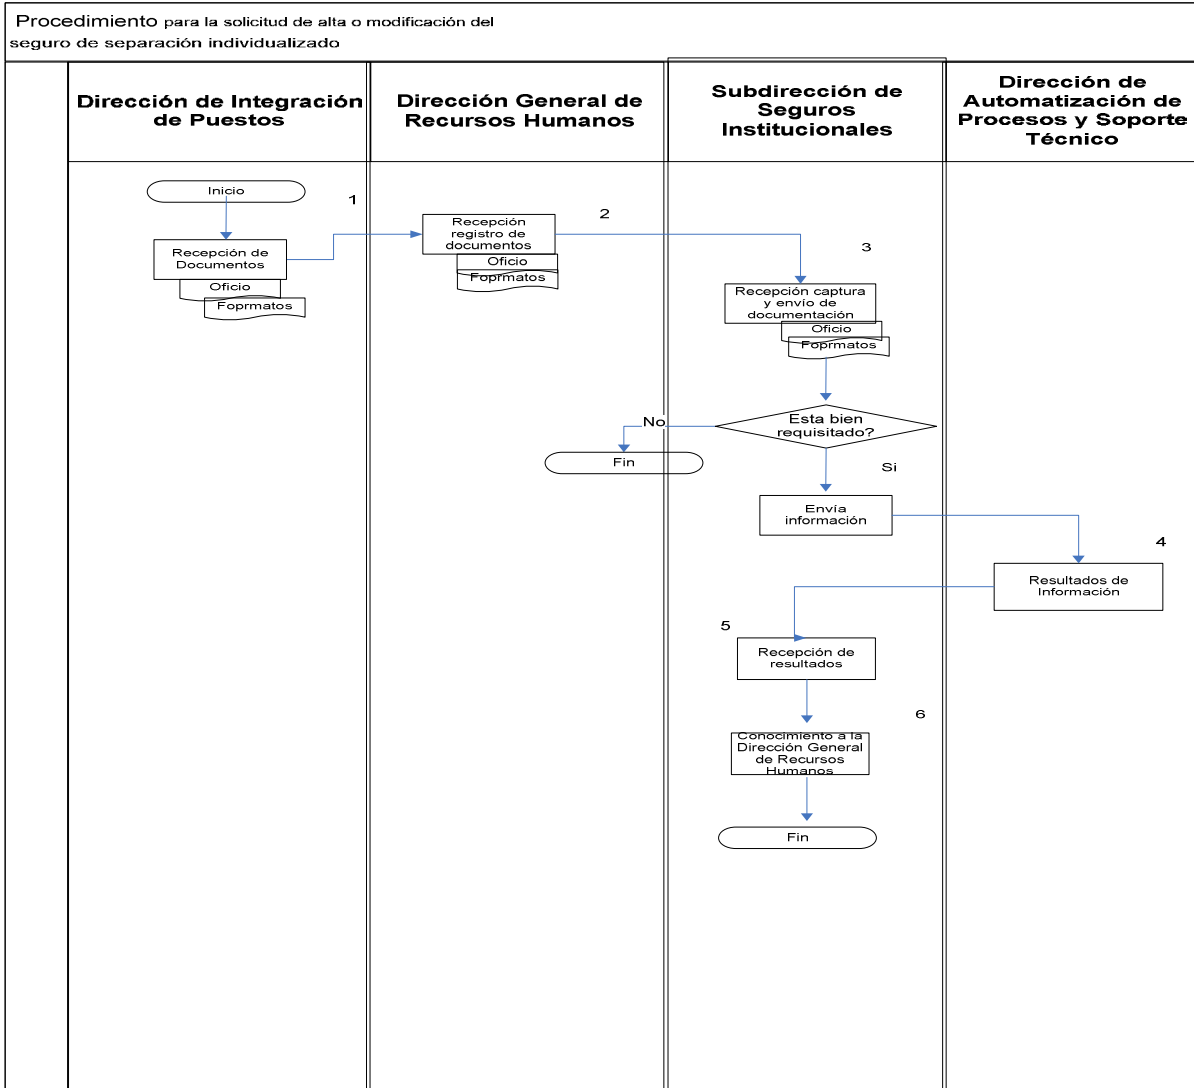 Procedimiento para la solicitud de alta o modificación del
seguro de separación individualizado
Dirección de Integración
de Puestos
Dirección General de
Recursos Humanos
Subdirección de
Seguros
Institucionales
Dirección de
Automatización de
Procesos y Soporte
Técnico
Inicio
1
Recepción de
Documentos
Oficio
Foprmatos
2
Recepción
registro de
documentos
Oficio
Foprmatos
3
Recepción captura
y envío de
documentación
Oficio
Foprmatos
Esta bien
requisitado?
No
Fin
Si
Envía
información
4
Resultados de
Información
5
Recepción de
resultados
6
Conocimiento a la
Dirección General
de Recursos
Humanos
Fin